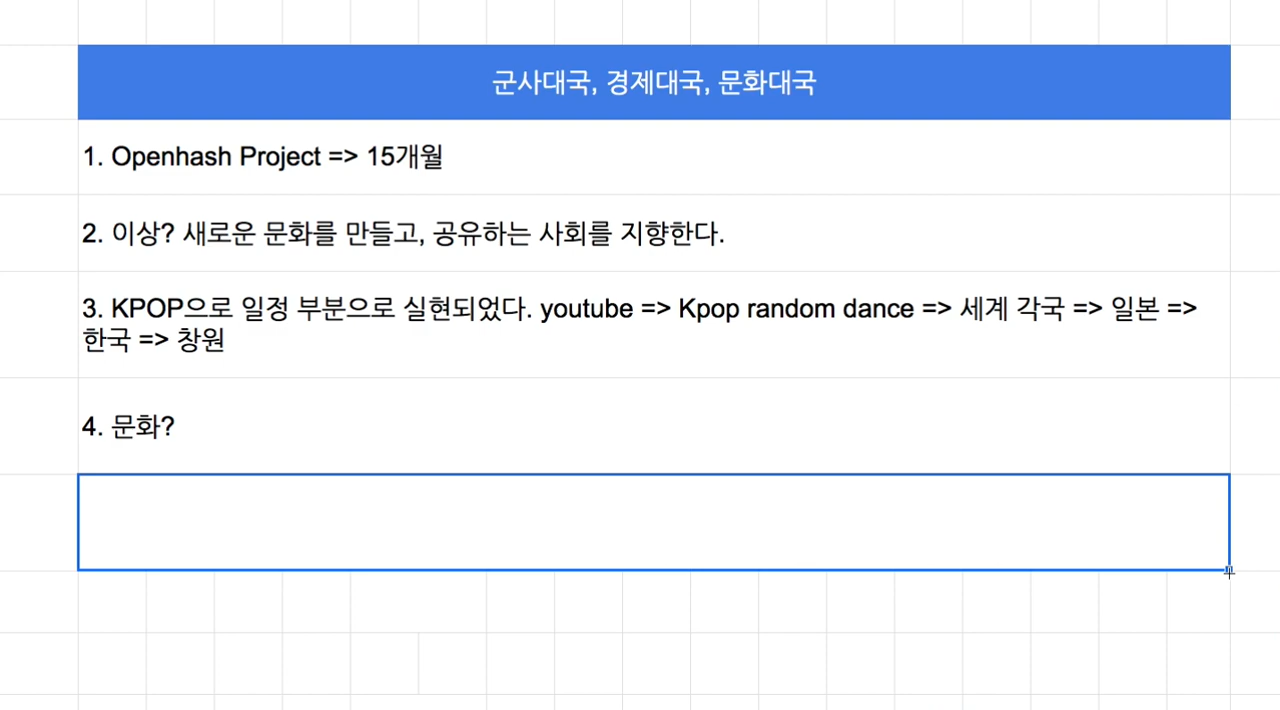 군사대국, 경제대국, 문화대국
1. Openhash Project => 15개월
2. 이상? 새로운 문화를 만들고, 공유하는 사회를 지향한다.
3. KPOP으로 일정 부분으로 실현되었다. youtube => Kpop random dance => 세계 각국 => 일본 =>
한국 => 창원
4. 문화?